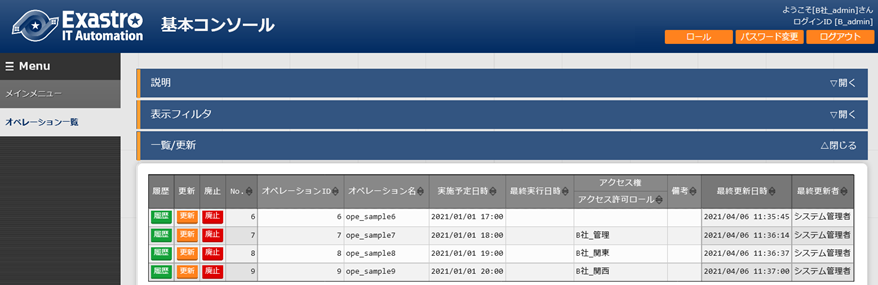 Exastro
IT Automation
基本コンソール
ようこそ[B社_admin]さん
ログインID [B_admin]
ロール パスワード変更 ログアウト
☰ Menu
メインメニュー
オペレーション一覧
説明 ▽開く
表示フィルタ ▽開く
一覧/更新 △閉じる
履歴 更新 廃止 No. オペレーションID オペレーション名 実施予定日時 最終実行日時 アクセス権 備考 最終更新日時 最終更新者
アクセス許可ロール
履歴 更新 廃止 6 6 ope_sample6 2021/01/01 17:00 2021/04/06 11:35:45 システム管理者
履歴 更新 廃止 7 7 ope_sample7 2021/01/01 18:00 B社_管理 2021/04/06 11:36:14 システム管理者
履歴 更新 廃止 8 8 ope_sample8 2021/01/01 19:00 B社_関東 2021/04/06 11:36:37 システム管理者
履歴 更新 廃止 9 9 ope_sample9 2021/01/01 20:00 B社_関西 2021/04/06 11:37:00 システム管理者